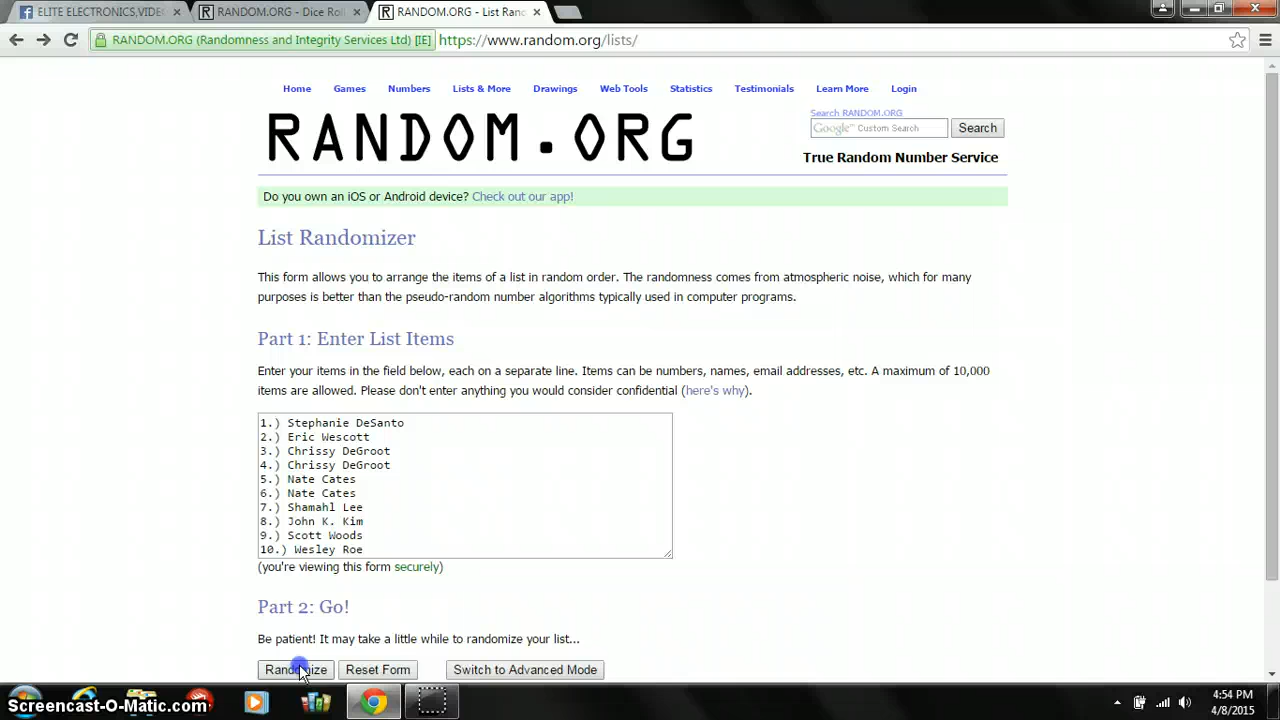 ELITE ELECTRONICS,VIDE
RANDOM.ORG - Dice Roll
RANDOM.ORG - List Ran
RANDOM.ORG (Randomness and Integrity Services Ltd) [IE] https://www.random.org/lists/
Home Games Numbers Lists & More Drawings Web Tools Statistics Testimonials Learn More Login
RANDOM.ORG
Search RANDOM.ORG
Google™ Custom Search Search
True Random Number Service
Do you own an iOS or Android device? Check out our app!
List Randomizer
This form allows you to arrange the items of a list in random order. The randomness comes from atmospheric noise, which for many
purposes is better than the pseudo-random number algorithms typically used in computer programs.
Part 1: Enter List Items
Enter your items in the field below, each on a separate line. Items can be numbers, names, email addresses, etc. A maximum of 10,000
items are allowed. Please don't enter anything you would consider confidential (here's why).
1.) Stephanie DeSanto
2.) Eric Wescott
3.) Chrissy DeGroot
4.) Chrissy DeGroot
5.) Nate Cates
6.) Nate Cates
7.) Shamahl Lee
8.) John K. Kim
9.) Scott Woods
10.) Wesley Roe
(you're viewing this form securely)
Part 2: Go!
Be patient! It may take a little while to randomize your list...
Randomize Reset Form Switch to Advanced Mode
Screencast-O-Matic.com
4:54 PM
4/8/2015